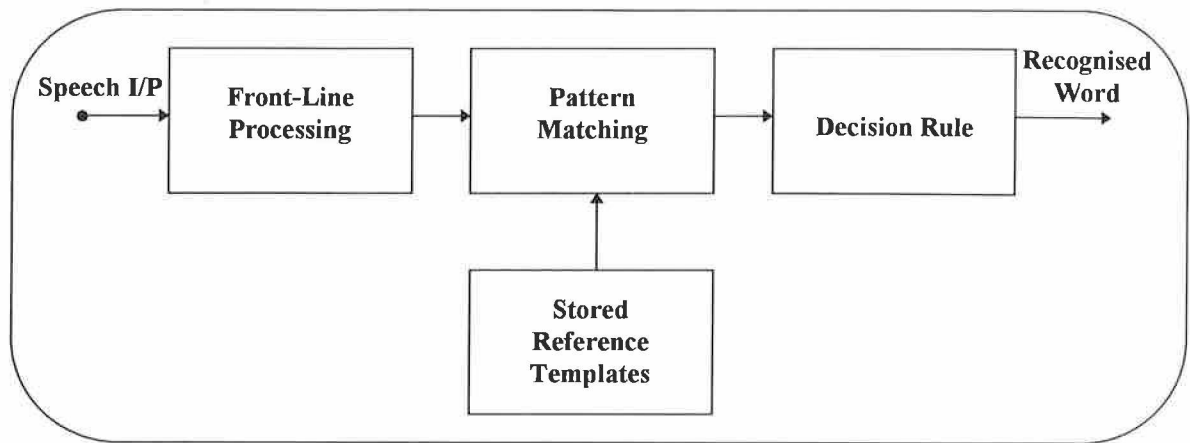 Speech I/P
Front-Line
Processing
Pattern
Matching
Decision Rule
Recognised
Word
Stored
Reference
Templates